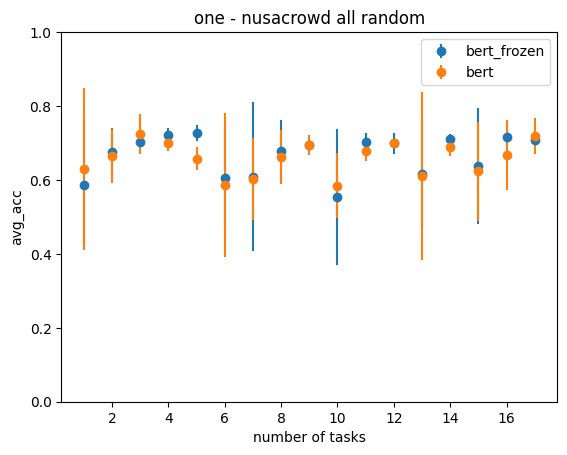 one - nusacrowd all random
bert_frozen
bert
avg_acc
1.0
0.8
0.6
0.4
0.2
0.0
2 4 6 8 10 12 14 16
number of tasks